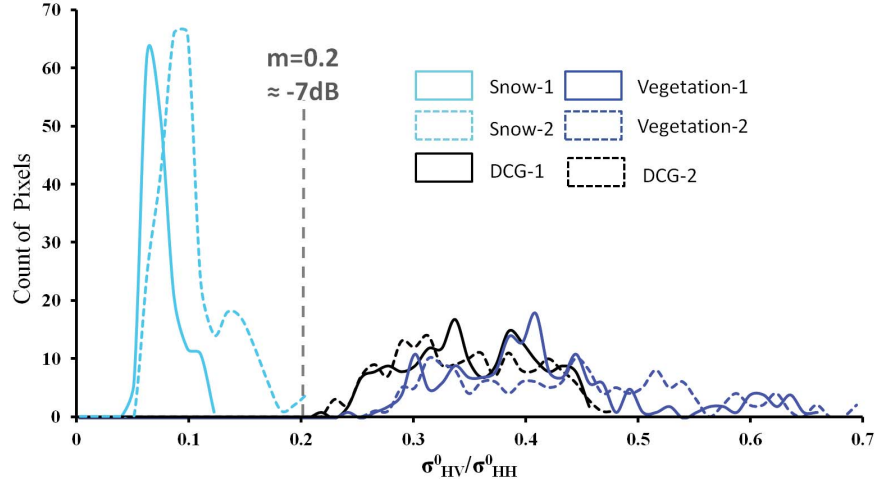 70
60
50
40
30
20
10
0
Count of Pixels
m=0.2
≈ -7dB
Snow-1
Vegetation-1
Snow-2
Vegetation-2
DCG-1
DCG-2
0 0.1 0.2 0.3 0.4 0.5 0.6 0.7
σ⁰HV/σ⁰HH